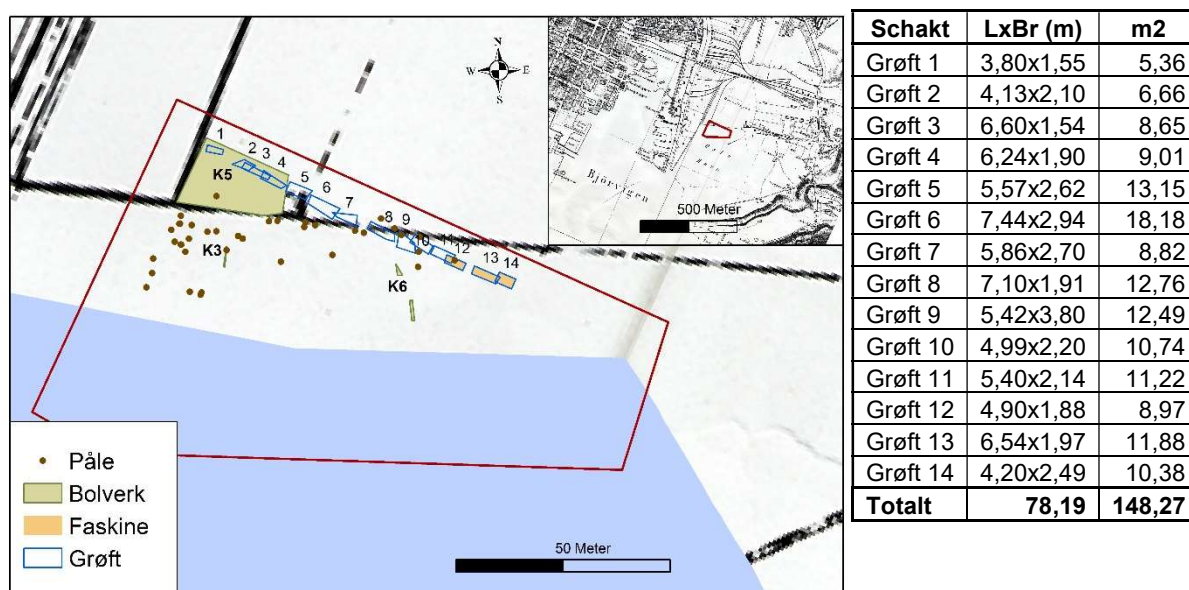 N
W E
S
1
2
3
4
K5
5
6
7
8
9
10
11
12
13
14
K3
K6
Björvigen
500 Meter
Påle
Bolverk
Faskine
Grøft
50 Meter
Schakt LxBr (m) m2
Grøft 1 3,80x1,55 5,36
Grøft 2 4,13x2,10 6,66
Grøft 3 6,60x1,54 8,65
Grøft 4 6,24x1,90 9,01
Grøft 5 5,57x2,62 13,15
Grøft 6 7,44x2,94 18,18
Grøft 7 5,86x2,70 8,82
Grøft 8 7,10x1,91 12,76
Grøft 9 5,42x3,80 12,49
Grøft 10 4,99x2,20 10,74
Grøft 11 5,40x2,14 11,22
Grøft 12 4,90x1,88 8,97
Grøft 13 6,54x1,97 11,88
Grøft 14 4,20x2,49 10,38
Totalt 78,19 148,27